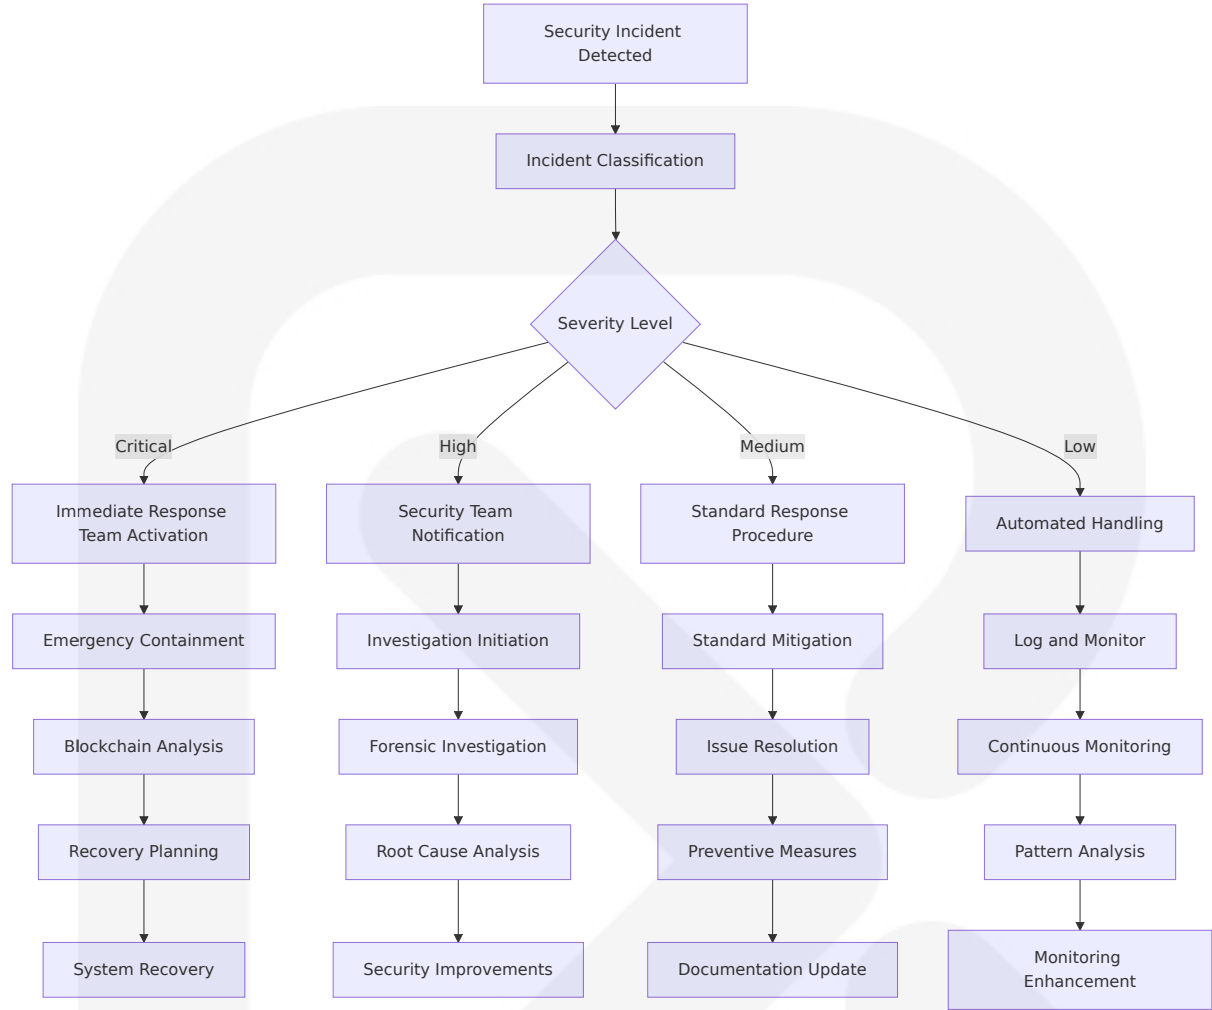 Security Incident
Detected
Incident Classification
Severity Level
Critical
High
Medium
Low
Immediate Response
Team Activation
Security Team
Notification
Standard Response
Procedure
Automated Handling
Emergency Containment
Investigation Initiation
Standard Mitigation
Log and Monitor
Blockchain Analysis
Forensic Investigation
Issue Resolution
Continuous Monitoring
Recovery Planning
Root Cause Analysis
Preventive Measures
Pattern Analysis
System Recovery
Security Improvements
Documentation Update
Monitoring
Enhancement